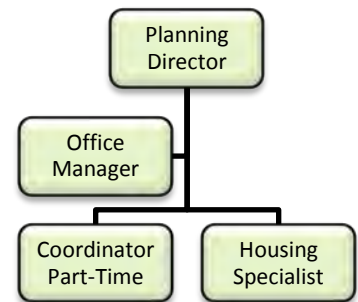 Planning
Director
Office
Manager
Coordinator
Part-Time
Housing
Specialist